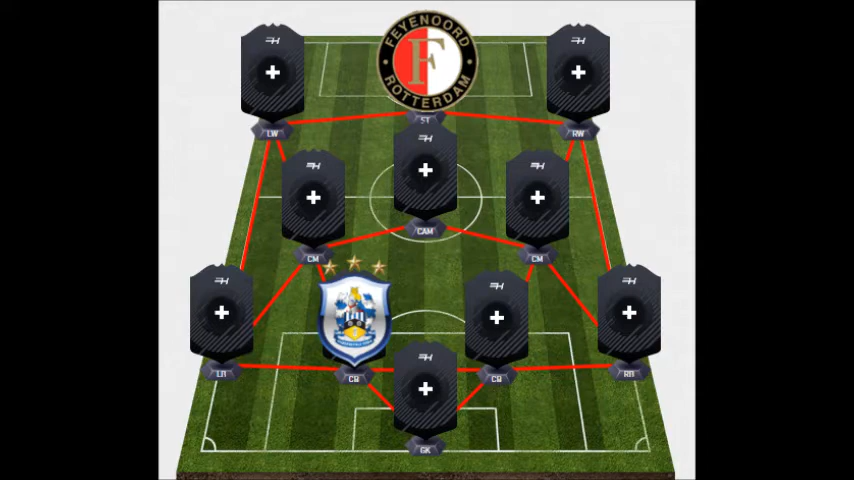 FEYENOORD
F
ROTTERDAM
LW
ST
RW
CAM
CM
CM
LB
CB
CB
RB
GK